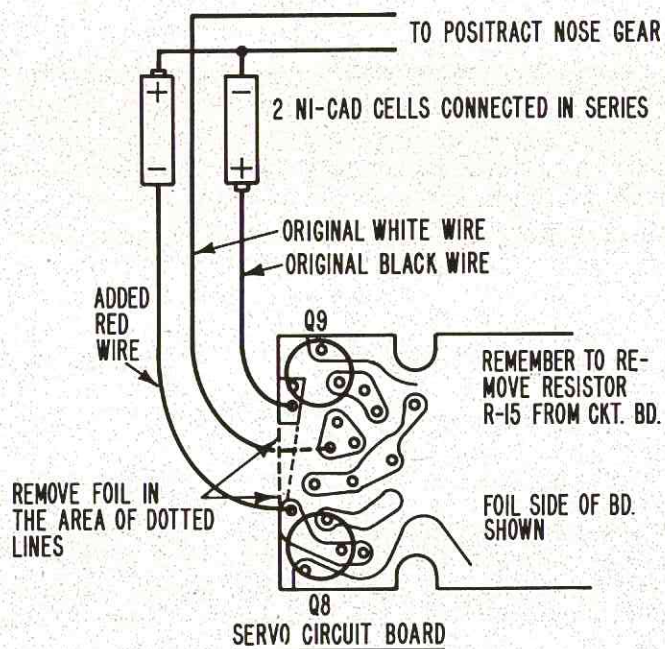 TO POSITRACT NOSE GEAR
+
−
−
+
2 NI-CAD CELLS CONNECTED IN SERIES
ORIGINAL WHITE WIRE
ORIGINAL BLACK WIRE
ADDED
RED
WIRE
Q9
REMEMBER TO RE-
MOVE RESISTOR
R-15 FROM CKT. BD.
REMOVE FOIL IN
THE AREA OF DOTTED
LINES
FOIL SIDE OF BD.
SHOWN
Q8
SERVO CIRCUIT BOARD